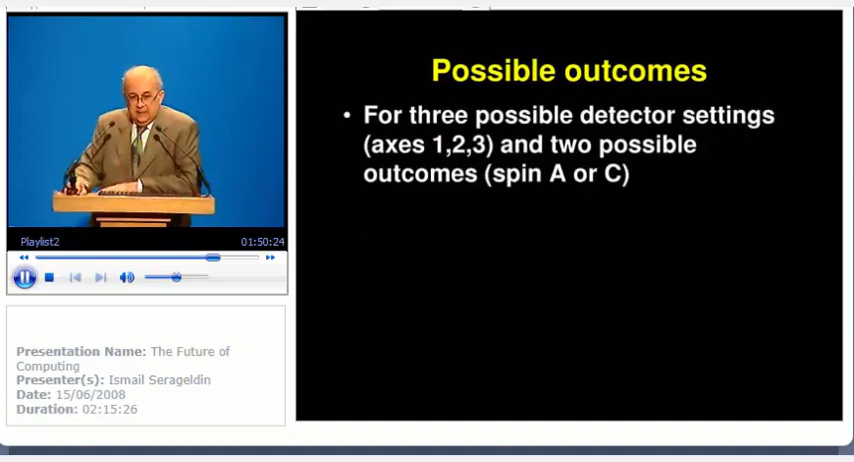 Possible outcomes
• For three possible detector settings
(axes 1,2,3) and two possible
outcomes (spin A or C)
Playlist2
01:50:24
Presentation Name: The Future of
Computing
Presenter(s): Ismail Serageldin
Date: 15/06/2008
Duration: 02:15:26